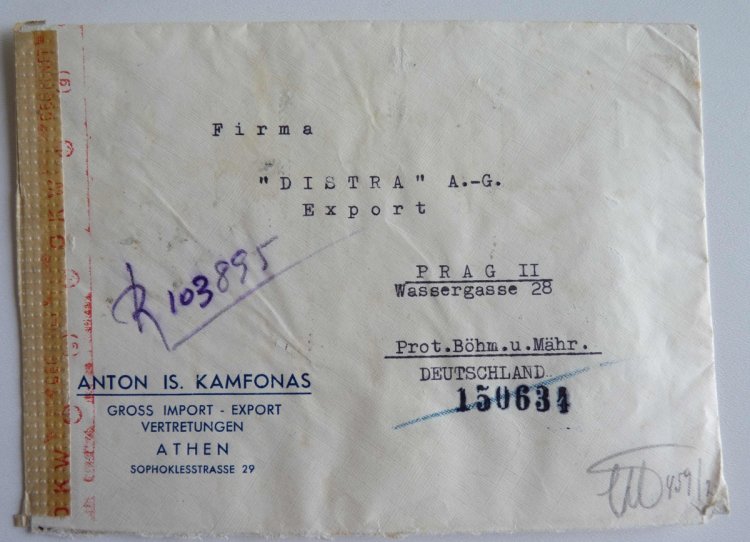 Firma
"DISTRA" A.-G.
Export
PRAG II
Wassergasse 28
Prot.Böhm.u.Mähr.
DEUTSCHLAND
150634
R 103895
ANTON IS. KAMFONAS
GROSS IMPORT - EXPORT
VERTRETUNGEN
ATHEN
SOPHOKLESSTRASSE 29